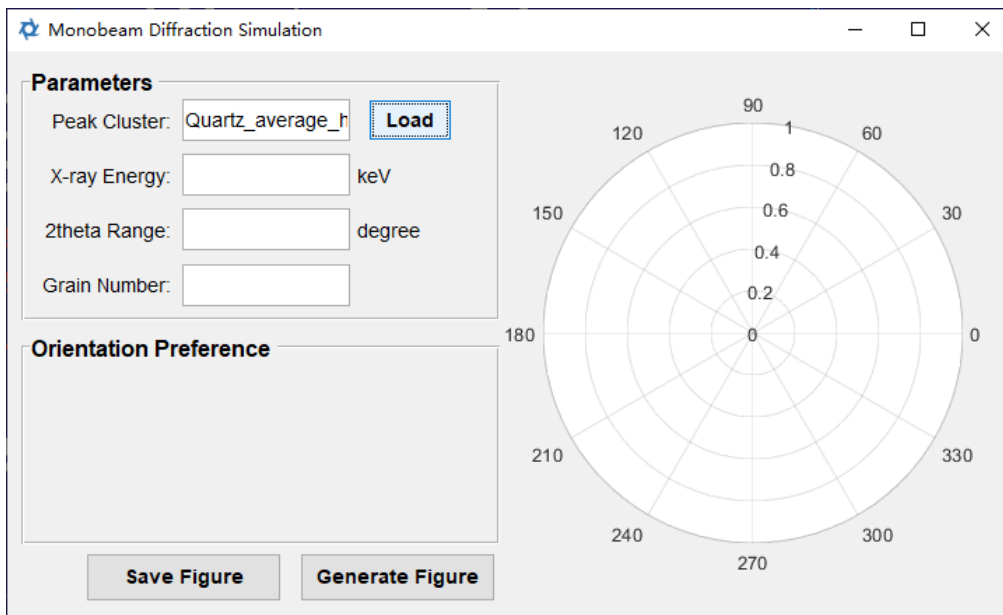 Monobeam Diffraction Simulation
Parameters
Peak Cluster: Quartz_average_h Load
X-ray Energy: keV
2theta Range: degree
Grain Number:
Orientation Preference
Save Figure Generate Figure
90
120 1 60
0.8
150 0.6 30
0.4
0.2
180 0 0
210 330
240 300
270